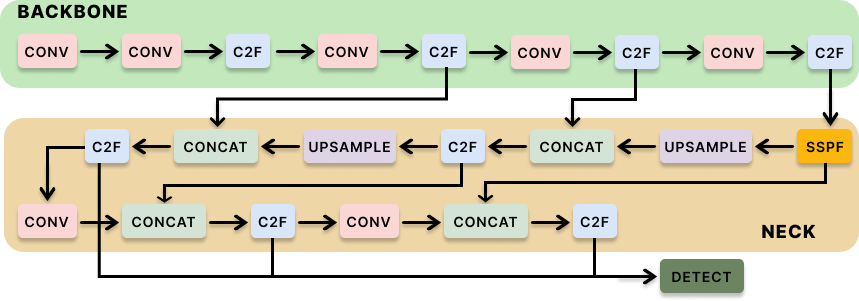 BACKBONE
CONV CONV C2F CONV C2F CONV C2F CONV C2F
C2F CONCAT UPSAMPLE C2F CONCAT UPSAMPLE SSPF
CONV CONCAT C2F CONV CONCAT C2F
NECK
DETECT